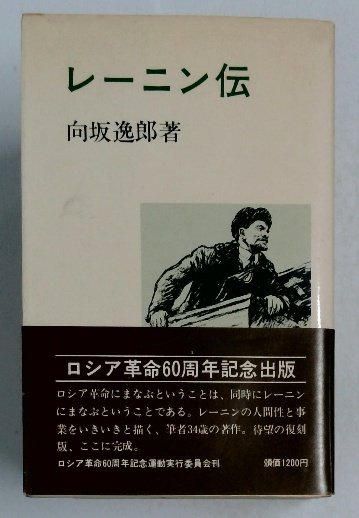 レーニン伝
向坂逸郎著
ロシア革命60周年記念出版
ロシア革命にまなぶということは、同時にレーニン
にまなぶということである。レーニンの人間性と事
業をいきいきと描く、筆者34歳の著作。待望の復刻
版、ここに完成。
ロシア革命60周年記念運動実行委員会刊 頒価1200円